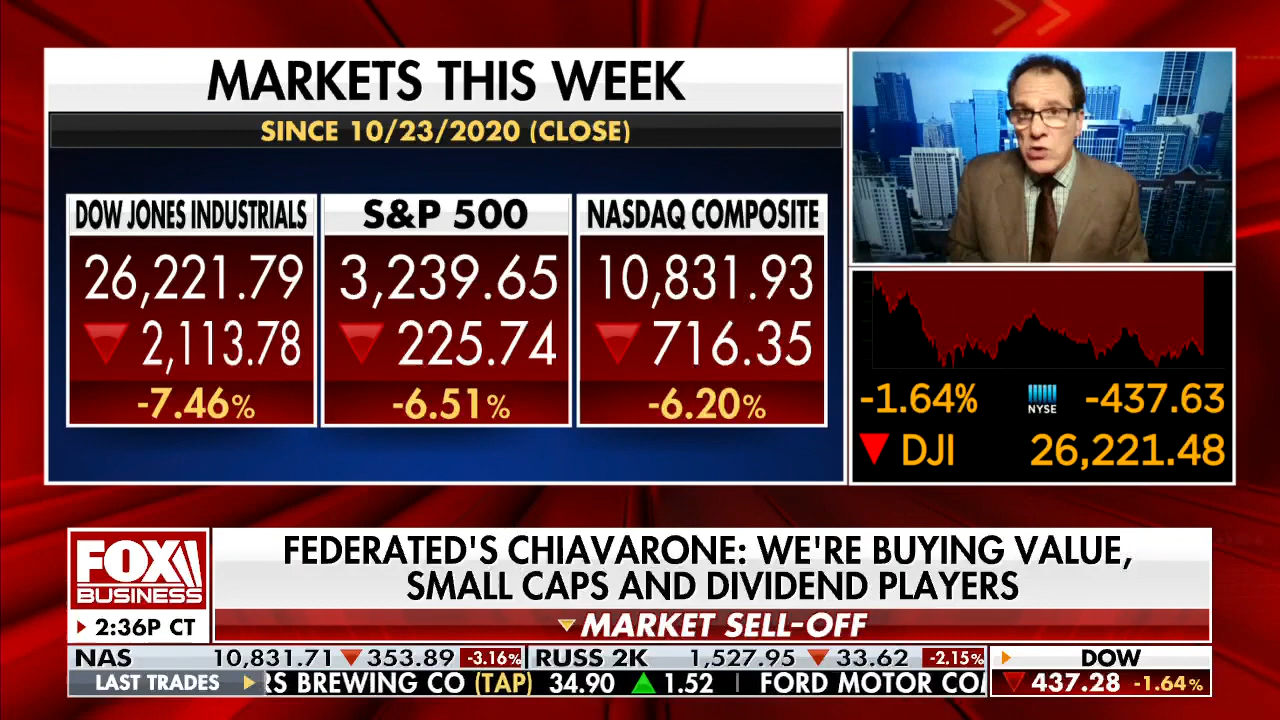 MARKETS THIS WEEK
SINCE 10/23/2020 (CLOSE)
DOW JONES INDUSTRIALS
26,221.79
2,113.78
-7.46%
S&P 500
3,239.65
225.74
-6.51%
NASDAQ COMPOSITE
10,831.93
716.35
-6.20%
-1.64% NYSE -437.63
DJI 26,221.48
FOX
BUSINESS
2:36P CT
FEDERATED'S CHIAVARONE: WE'RE BUYING VALUE,
SMALL CAPS AND DIVIDEND PLAYERS
MARKET SELL-OFF
NAS 10,831.71 353.89 -3.16% RUSS 2K 1,527.95 33.62 -2.15%
DOW
437.28 -1.64%
LAST TRADES RS BREWING CO (TAP) 34.90 1.52 | FORD MOTOR CO